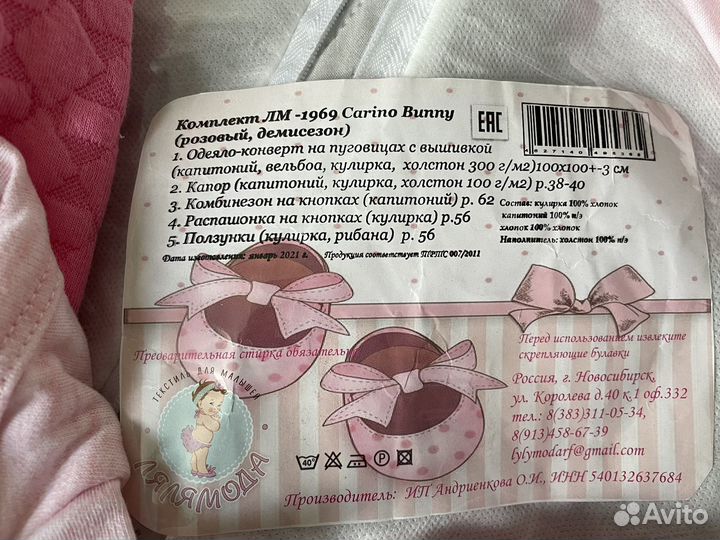 Комплект ЛМ -1969 Carino Bunny
(розовый, демисезон)
EAC
1. Одеяло-конверт на пуговицах с вышивкой
(капитоний, вельбоа, кулирка, холстон 300 г/м2)100х100+-3 см
2. Капор (капитоний, кулирка, холстон 100 г/м2) р.38-40
3. Комбинезон на кнопках (капитоний) р. 62
4. Распашонка на кнопках (кулирка) р.56
5. Ползунки (кулирка, рибана) р. 56
Состав: кулирка 100% хлопок
капитоний 100% п/э
хлопок 100% хлопок
Наполнитель: холстон 100% п/э
Дата изготовления: январь 2021 г. Продукция соответствует ТР/ТС 007/2011
Предварительная стирка обязательна
Перед использованием извлеките
скрепляющие булавки
Россия, г. Новосибирск,
ул. Королева д.40 к.1 оф.332
тел.: 8(383)311-05-34,
8(913)458-67-39
lylymodarf@gmail.com
ТЕКСТИЛЬ ДЛЯ МАЛЫШЕЙ
ЛЯЛЯМОДА
40°
P
Производитель: ИП Андриенкова О.И., ИНН 540132637684
Avito